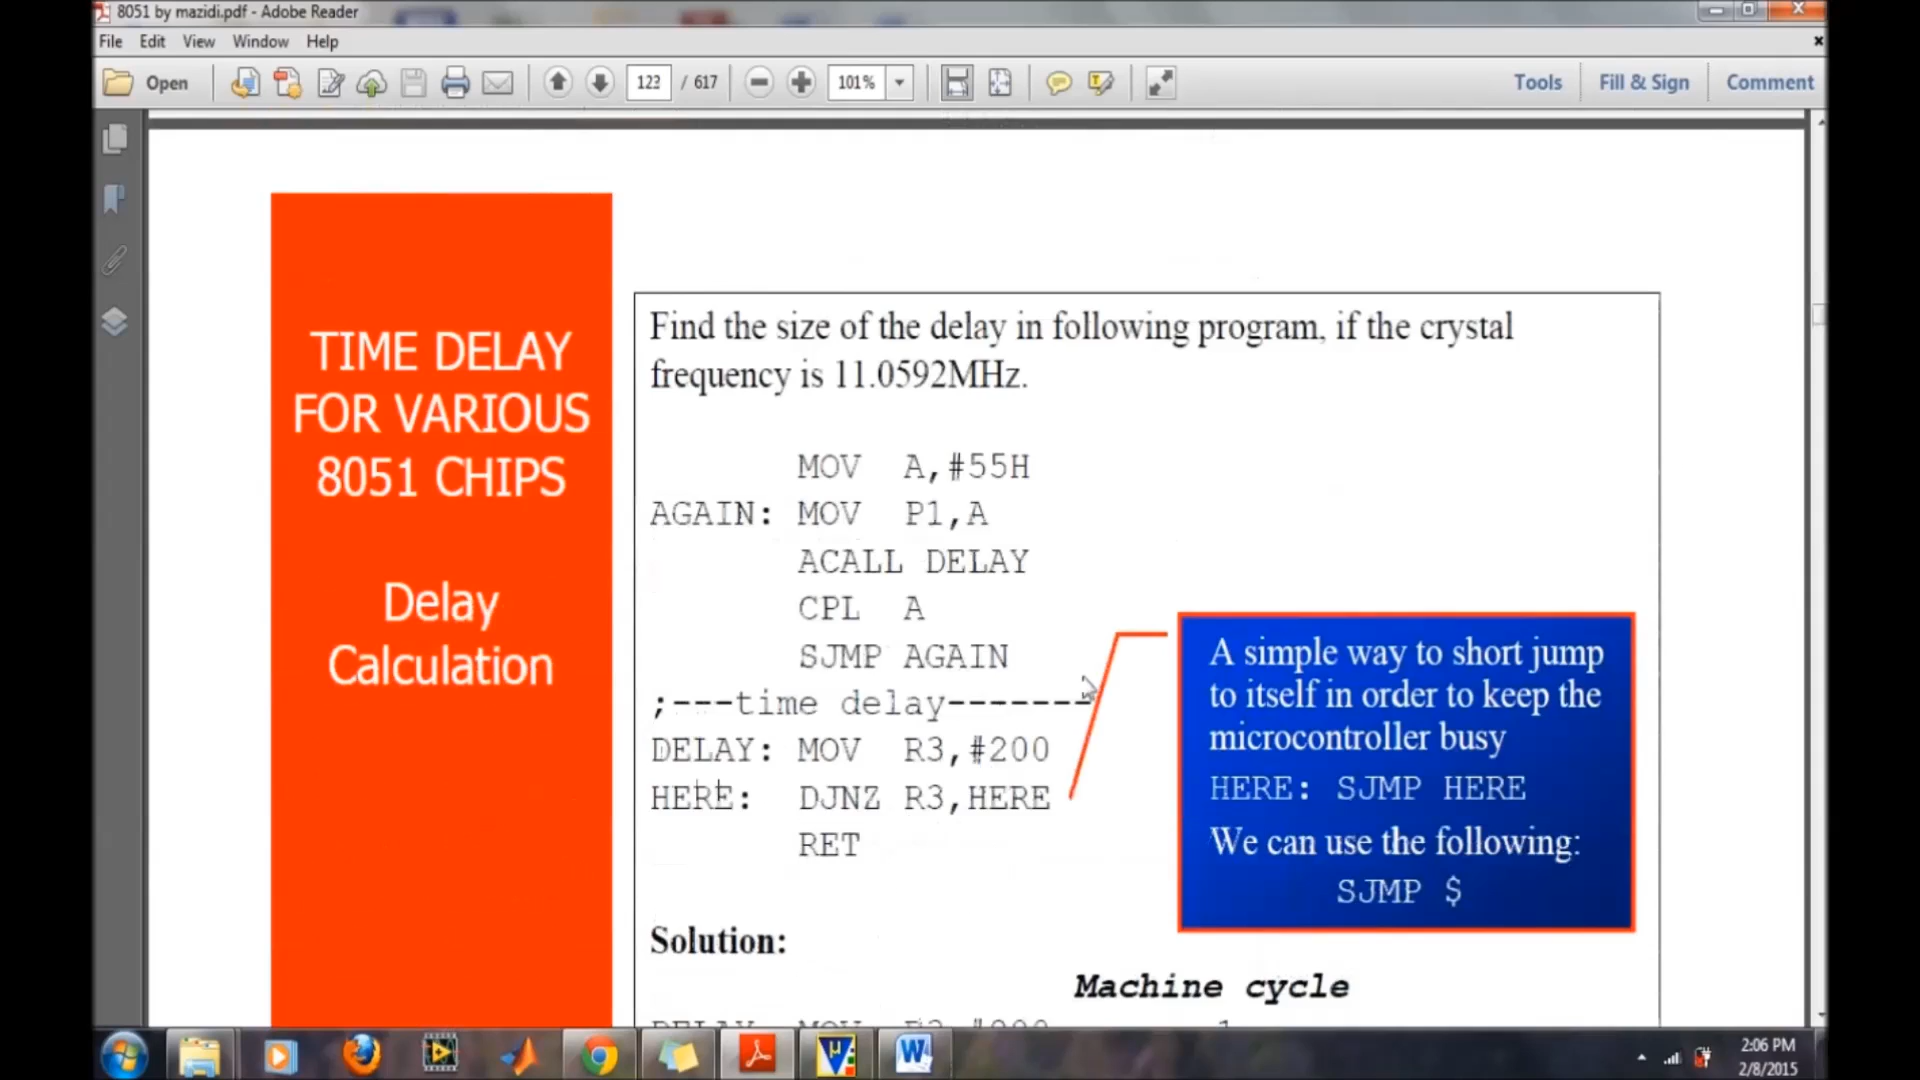 8051 by mazidi.pdf - Adobe Reader
File Edit View Window Help
Open 123 / 617 101% Tools Fill & Sign Comment
TIME DELAY
FOR VARIOUS
8051 CHIPS
Delay
Calculation
Find the size of the delay in following program, if the crystal
frequency is 11.0592MHz.
MOV A,#55H
AGAIN: MOV P1,A
ACALL DELAY
CPL A
SJMP AGAIN
;---time delay-------
DELAY: MOV R3,#200
HERE: DJNZ R3,HERE
RET
A simple way to short jump
to itself in order to keep the
microcontroller busy
HERE: SJMP HERE
We can use the following:
SJMP $
Solution:
Machine cycle
2:06 PM
2/8/2015